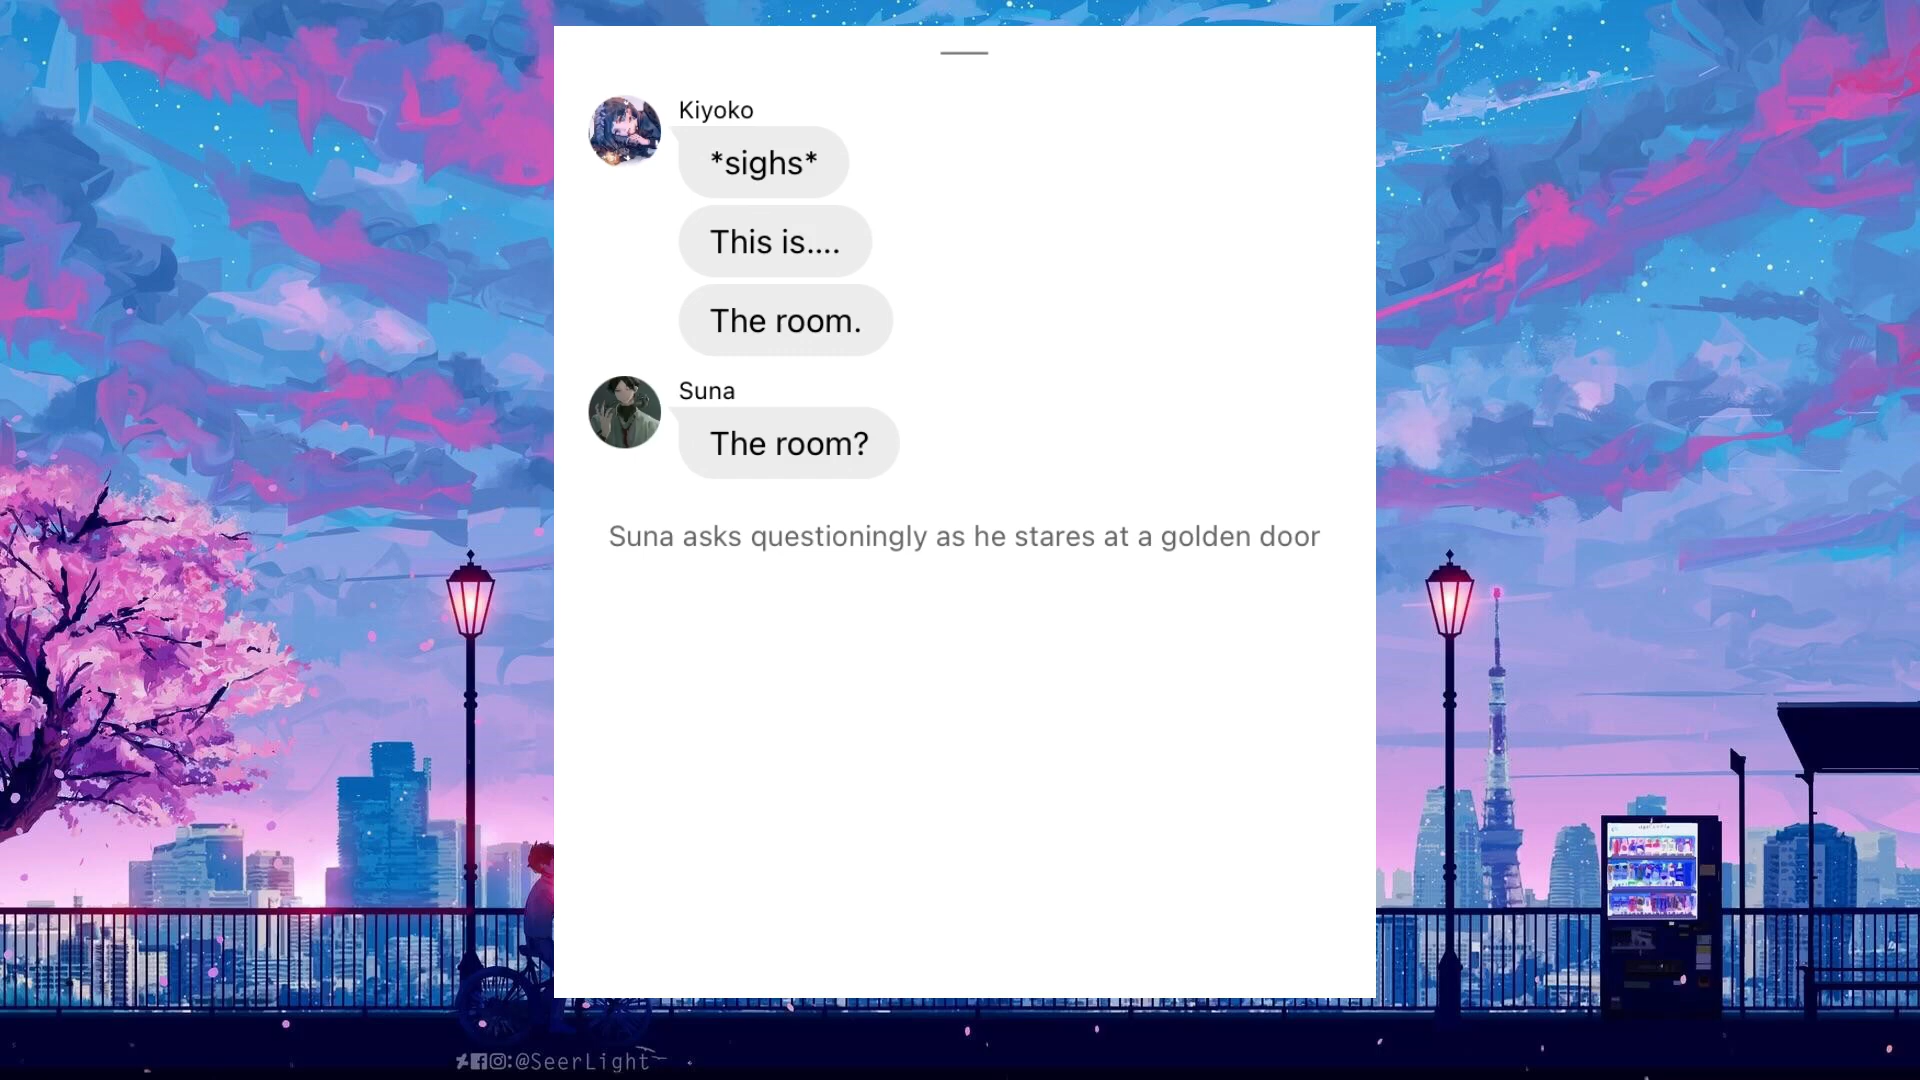 Kiyoko
*sighs*
This is....
The room.
Suna
The room?
Suna asks questioningly as he stares at a golden door
:@SeerLight